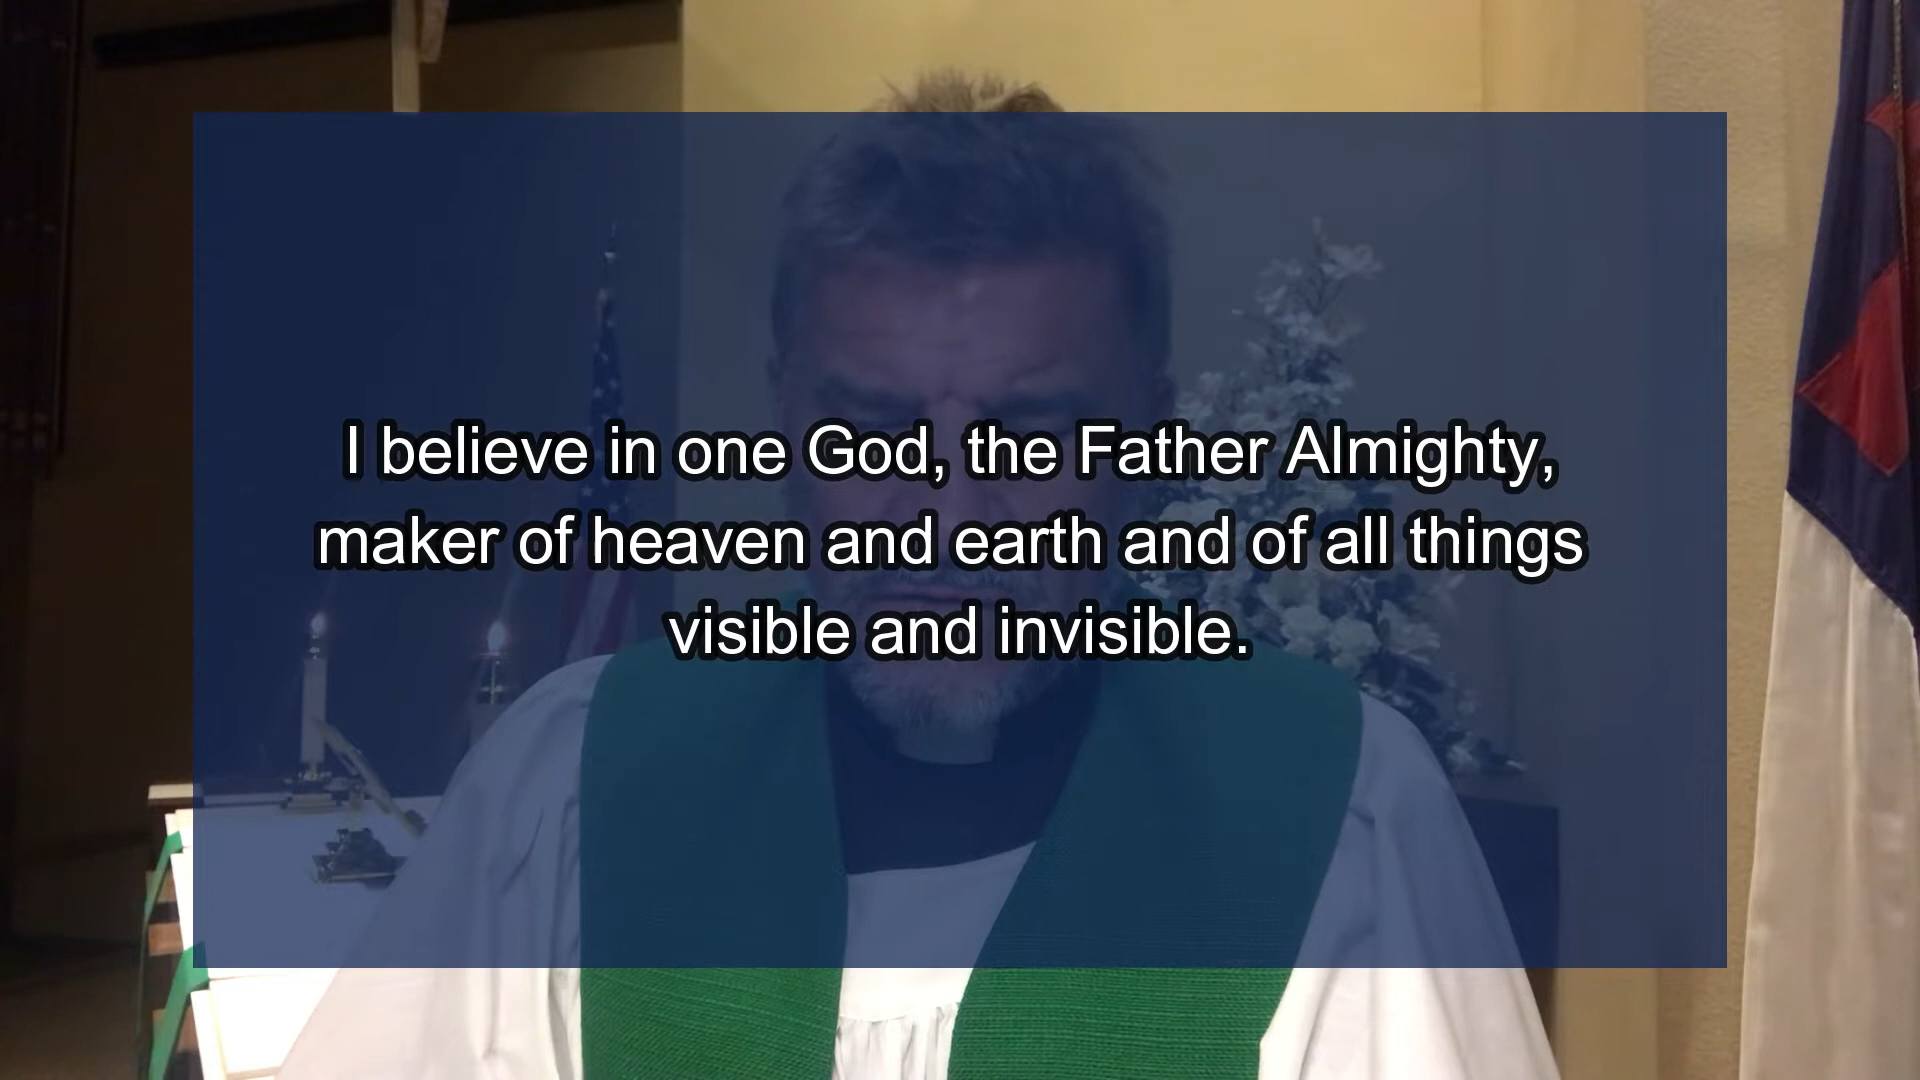 I believe in one God, the Father Almighty,
maker of heaven and earth and of all things
visible and invisible.